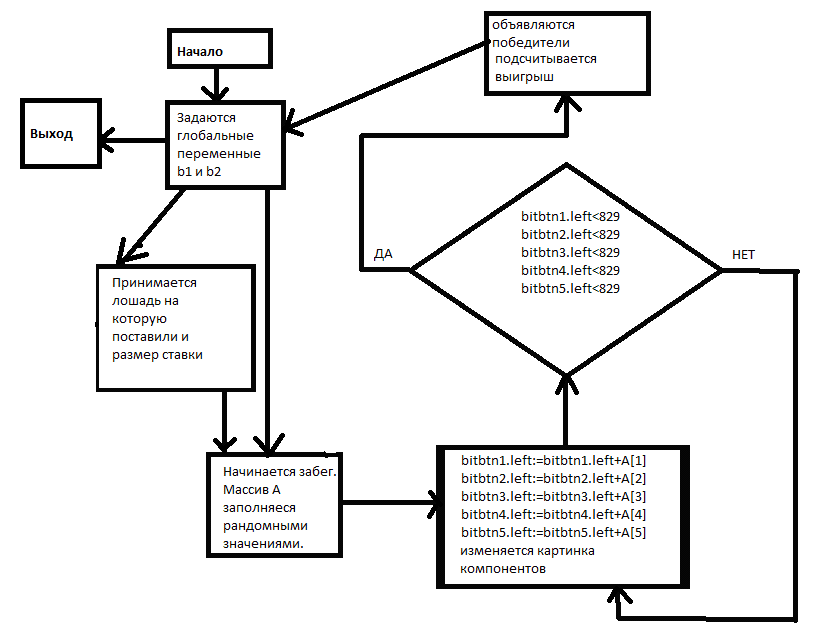 Начало
Выход
Задаются
глобальные
переменные
b1 и b2
Принимается
лошадь на
которую
поставили и
размер ставки
Начинается забег.
Массив А
заполняеся
рандомными
значениями.
bitbtn1.left:=bitbtn1.left+A[1]
bitbtn2.left:=bitbtn2.left+A[2]
bitbtn3.left:=bitbtn3.left+A[3]
bitbtn4.left:=bitbtn4.left+A[4]
bitbtn5.left:=bitbtn5.left+A[5]
изменяется картинка
компонентов
bitbtn1.left<829
bitbtn2.left<829
bitbtn3.left<829
bitbtn4.left<829
bitbtn5.left<829
ДА
НЕТ
объявляются
победители
подсчитывается
выигрыш